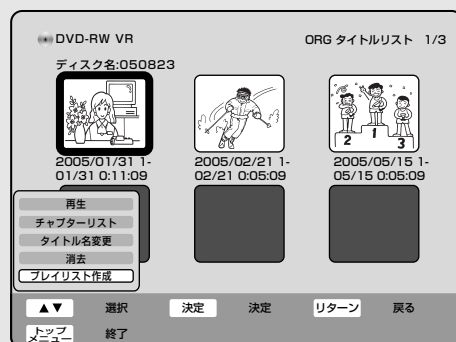 DVD-RW VR ORG タイトルリスト 1/3
ディスク名:050823
2 1 3
2005/01/31 1- 2005/02/21 1- 2005/05/15 1-
01/31 0:11:09 02/21 0:05:09 05/15 0:05:09
再生
チャプターリスト
タイトル名変更
消去
プレイリスト作成
▲▼ 選択 決定 決定 リターン 戻る
トップ
メニュー 終了